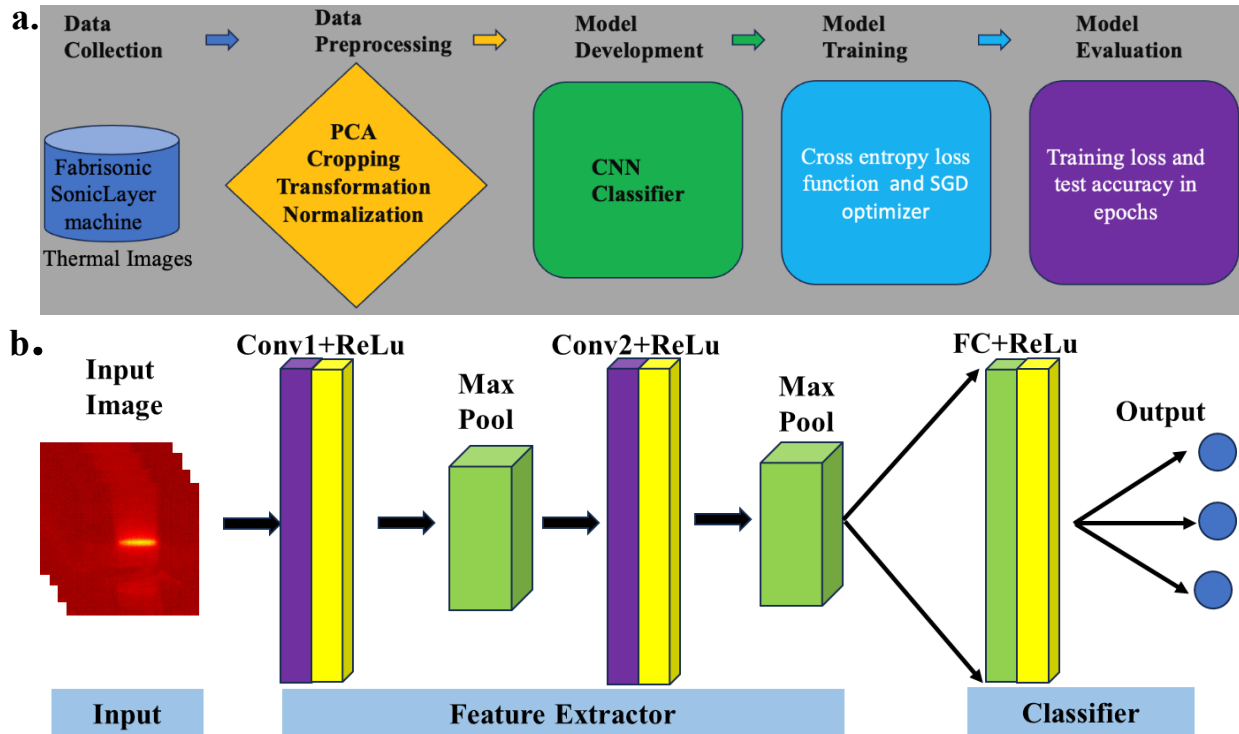 a.
Data
Collection
Data
Preprocessing
Model
Development
Model
Training
Model
Evaluation
Fabrisonic
SonicLayer
machine
Thermal Images
PCA
Cropping
Transformation
Normalization
CNN
Classifier
Cross entropy loss
function and SGD
optimizer
Training loss and
test accuracy in
epochs
b.
Input
Image
Conv1+ReLu
Max
Pool
Conv2+ReLu
Max
Pool
FC+ReLu
Output
Input
Feature Extractor
Classifier